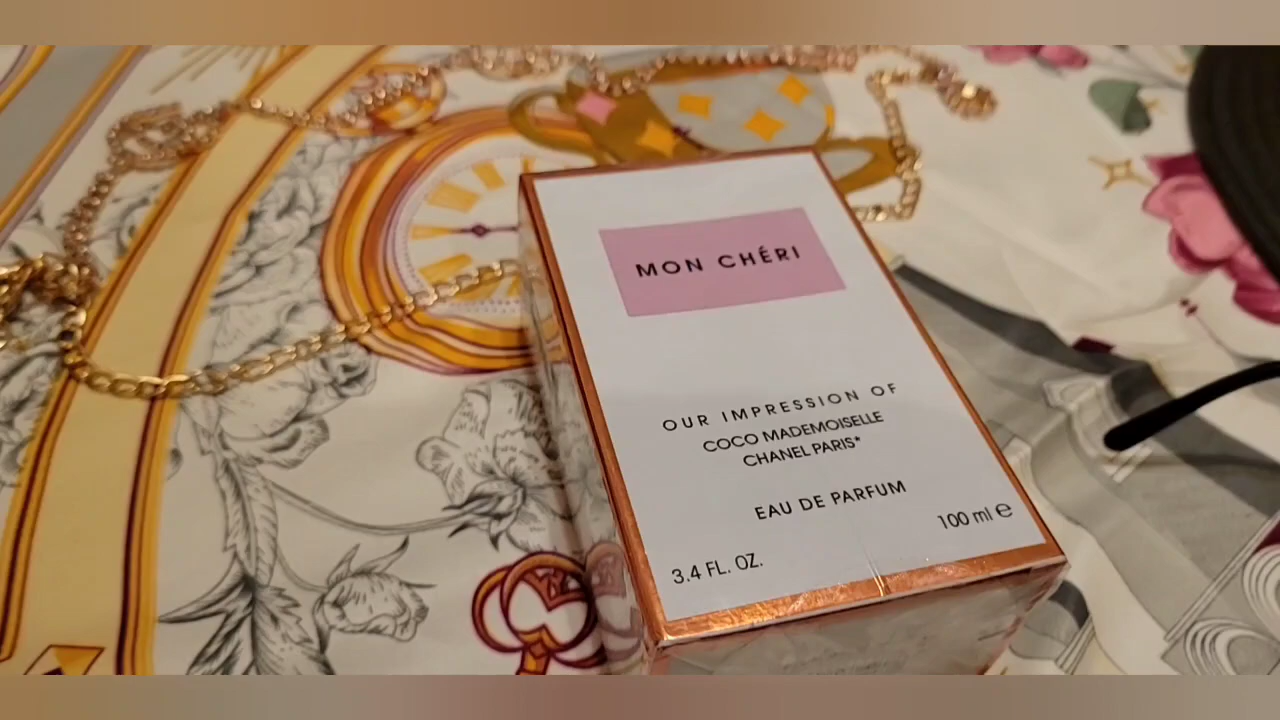 MON CHÉRI
OUR IMPRESSION OF
COCO MADEMOISELLE
CHANEL PARIS*
EAU DE PARFUM
100 ml ℮
3.4 FL. OZ.